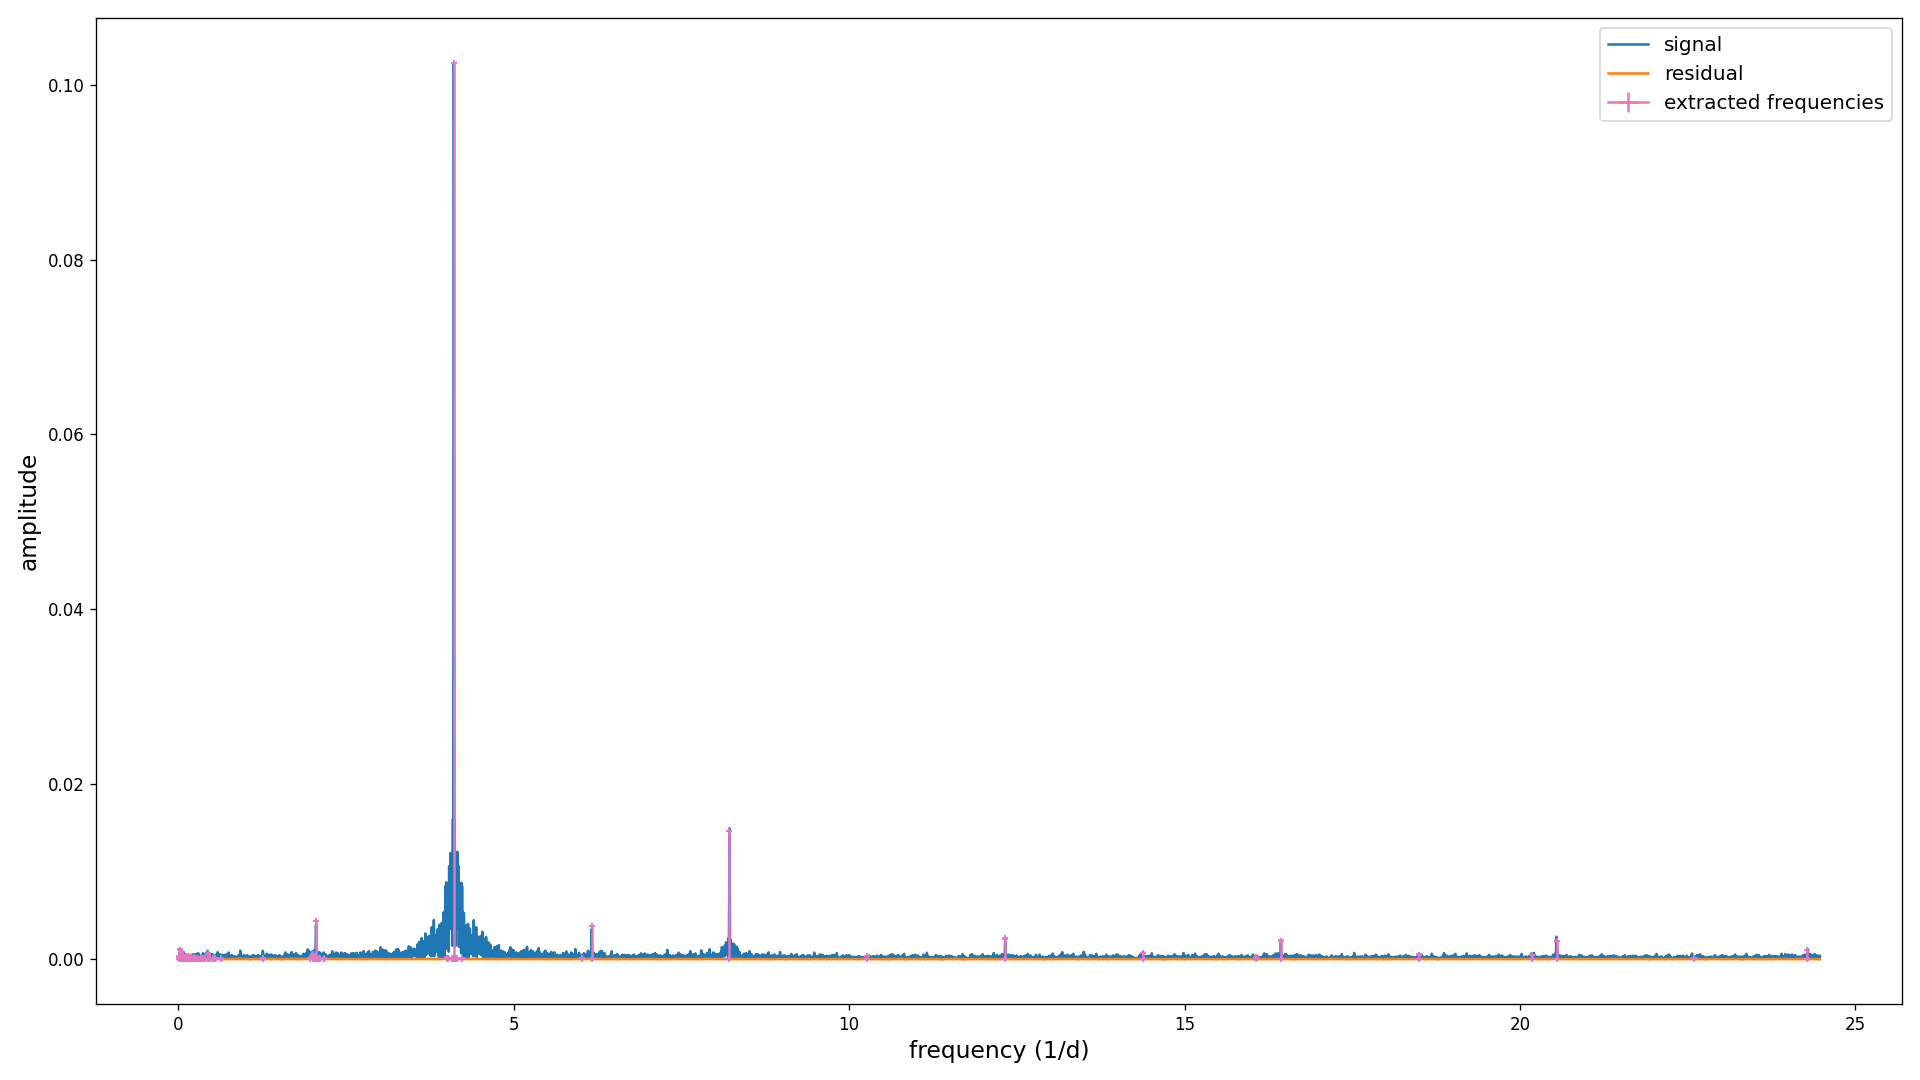 signal
residual
extracted frequencies
0.10
0.08
0.06
0.04
0.02
0.00
amplitude
0 5 10 15 20 25
frequency (1/d)